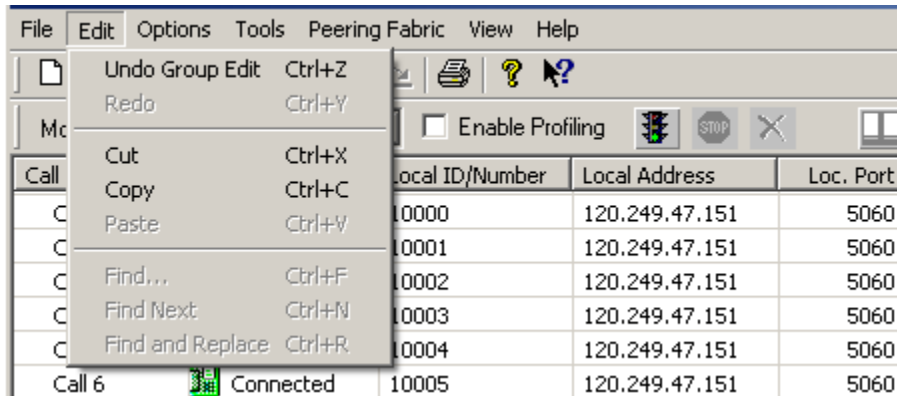 File Edit Options Tools Peering Fabric View Help
Undo Group Edit Ctrl+Z
Redo Ctrl+Y
Enable Profiling STOP
Cut Ctrl+X
Copy Ctrl+C
Paste Ctrl+V
Find... Ctrl+F
Find Next Ctrl+N
Find and Replace Ctrl+R
Call Local ID/Number Local Address Loc. Port
10000 120.249.47.151 5060
10001 120.249.47.151 5060
10002 120.249.47.151 5060
10003 120.249.47.151 5060
10004 120.249.47.151 5060
Call 6 Connected 10005 120.249.47.151 5060